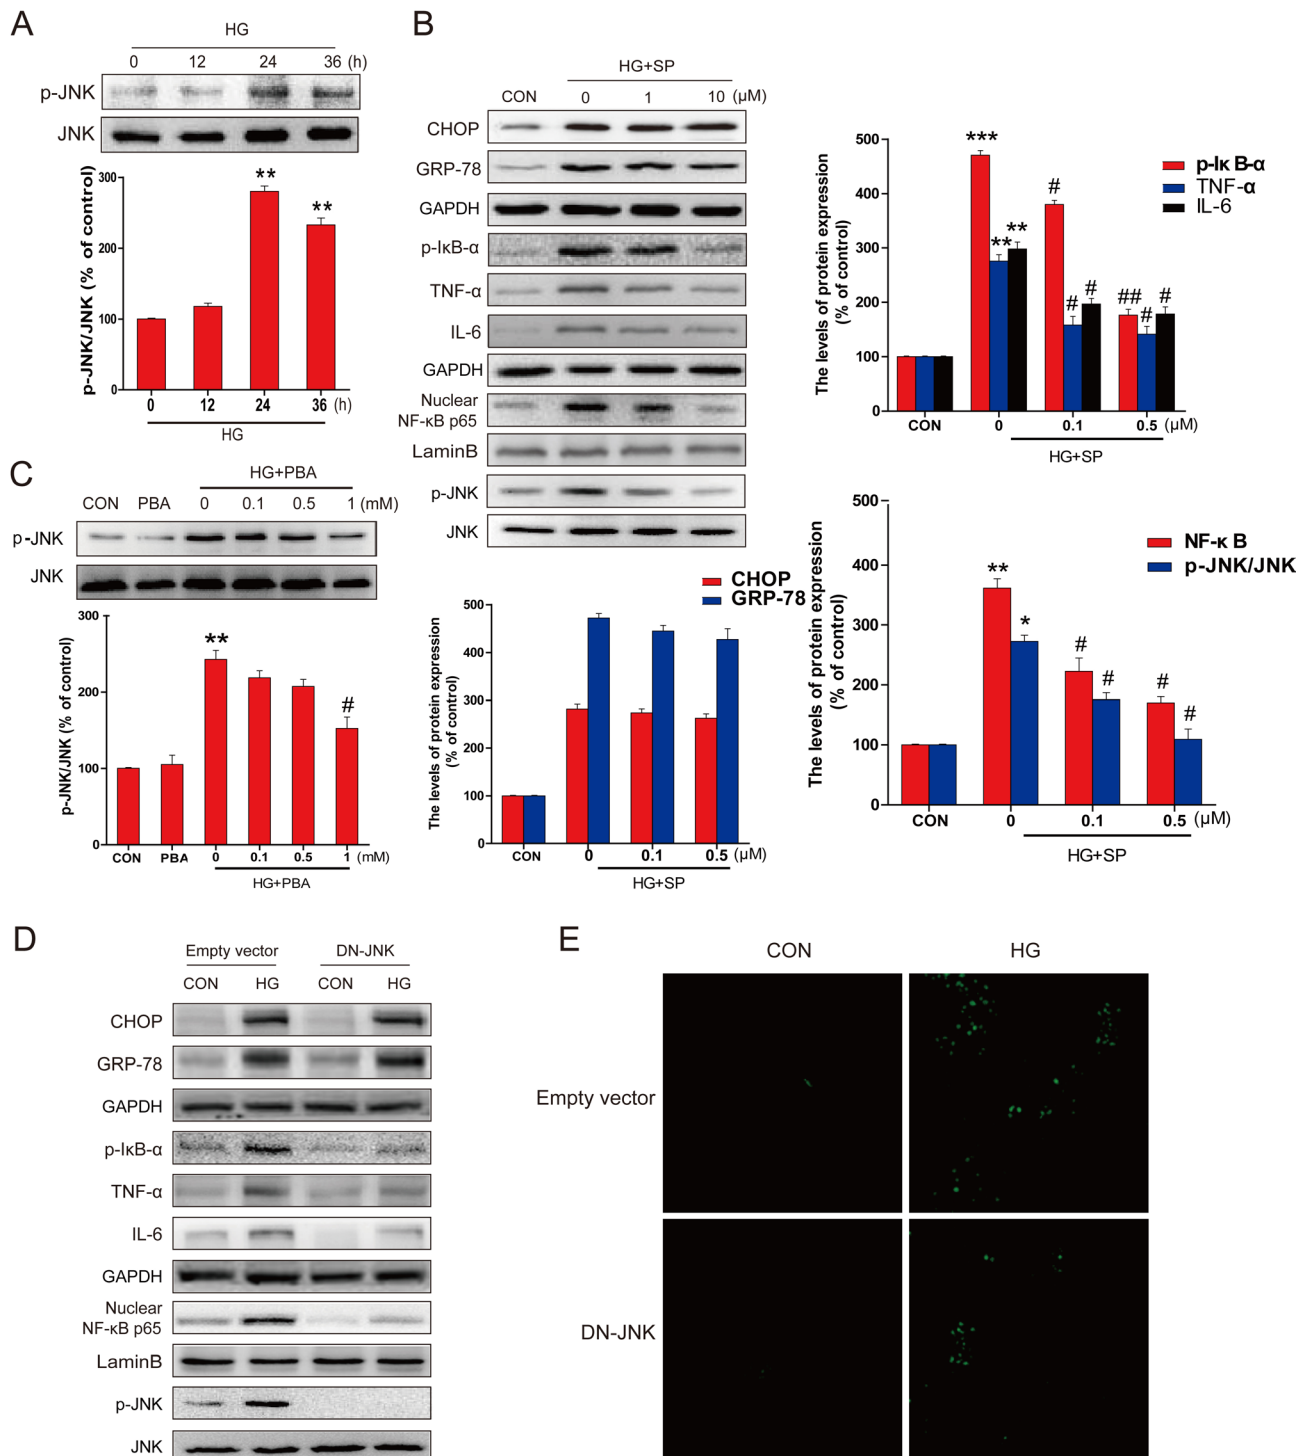 A
HG
0 12 24 36 (h)
p-JNK
JNK
p-JNK/JNK (% of control)
300
200
100
0
** **
0 12 24 36 (h)
HG
B
HG+SP
CON 0 1 10 (μM)
CHOP
GRP-78
GAPDH
p-IκB-α
TNF-α
IL-6
GAPDH
Nuclear
NF-κB p65
LaminB
p-JNK
JNK
The levels of protein expression
(% of control)
500
400
300
200
100
0
***
** **
#
# #
##
# #
p-Iκ B-α
TNF-α
IL-6
CON 0 0.1 0.5 (μM)
HG+SP
C
HG+PBA
CON PBA 0 0.1 0.5 1 (mM)
p-JNK
JNK
p-JNK/JNK (% of control)
300
200
100
0
**
#
CON PBA 0 0.1 0.5 1 (mM)
HG+PBA
The levels of protein expression
(% of control)
500
400
300
200
100
0
CHOP
GRP-78
CON 0 0.1 0.5 (μM)
HG+SP
The levels of protein expression
(% of control)
500
400
300
200
100
0
**
*
# #
# #
NF-κ B
p-JNK/JNK
CON 0 0.1 0.5 (μM)
HG+SP
D
Empty vector DN-JNK
CON HG CON HG
CHOP
GRP-78
GAPDH
p-IκB-α
TNF-α
IL-6
GAPDH
Nuclear
NF-κB p65
LaminB
p-JNK
JNK
E
CON HG
Empty vector
DN-JNK